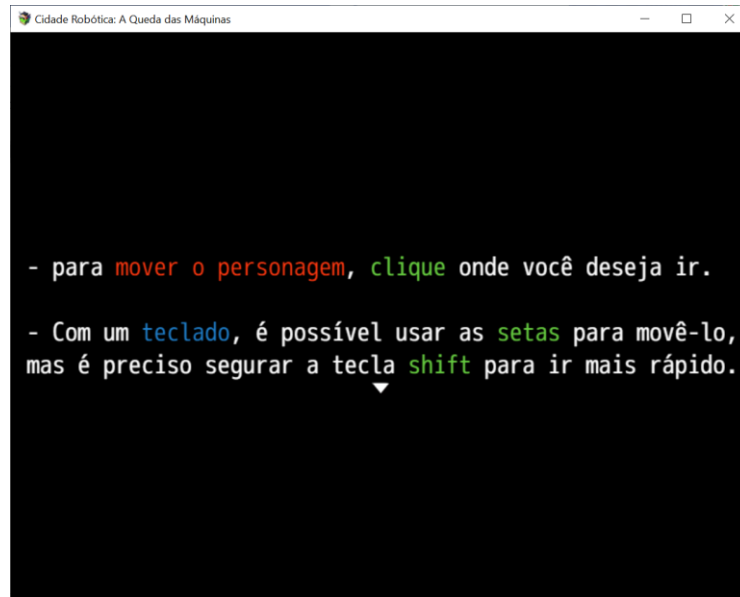 Cidade Robótica: A Queda das Máquinas
- para mover o personagem, clique onde você deseja ir.
- Com um teclado, é possível usar as setas para movê-lo,
mas é preciso segurar a tecla shift para ir mais rápido.